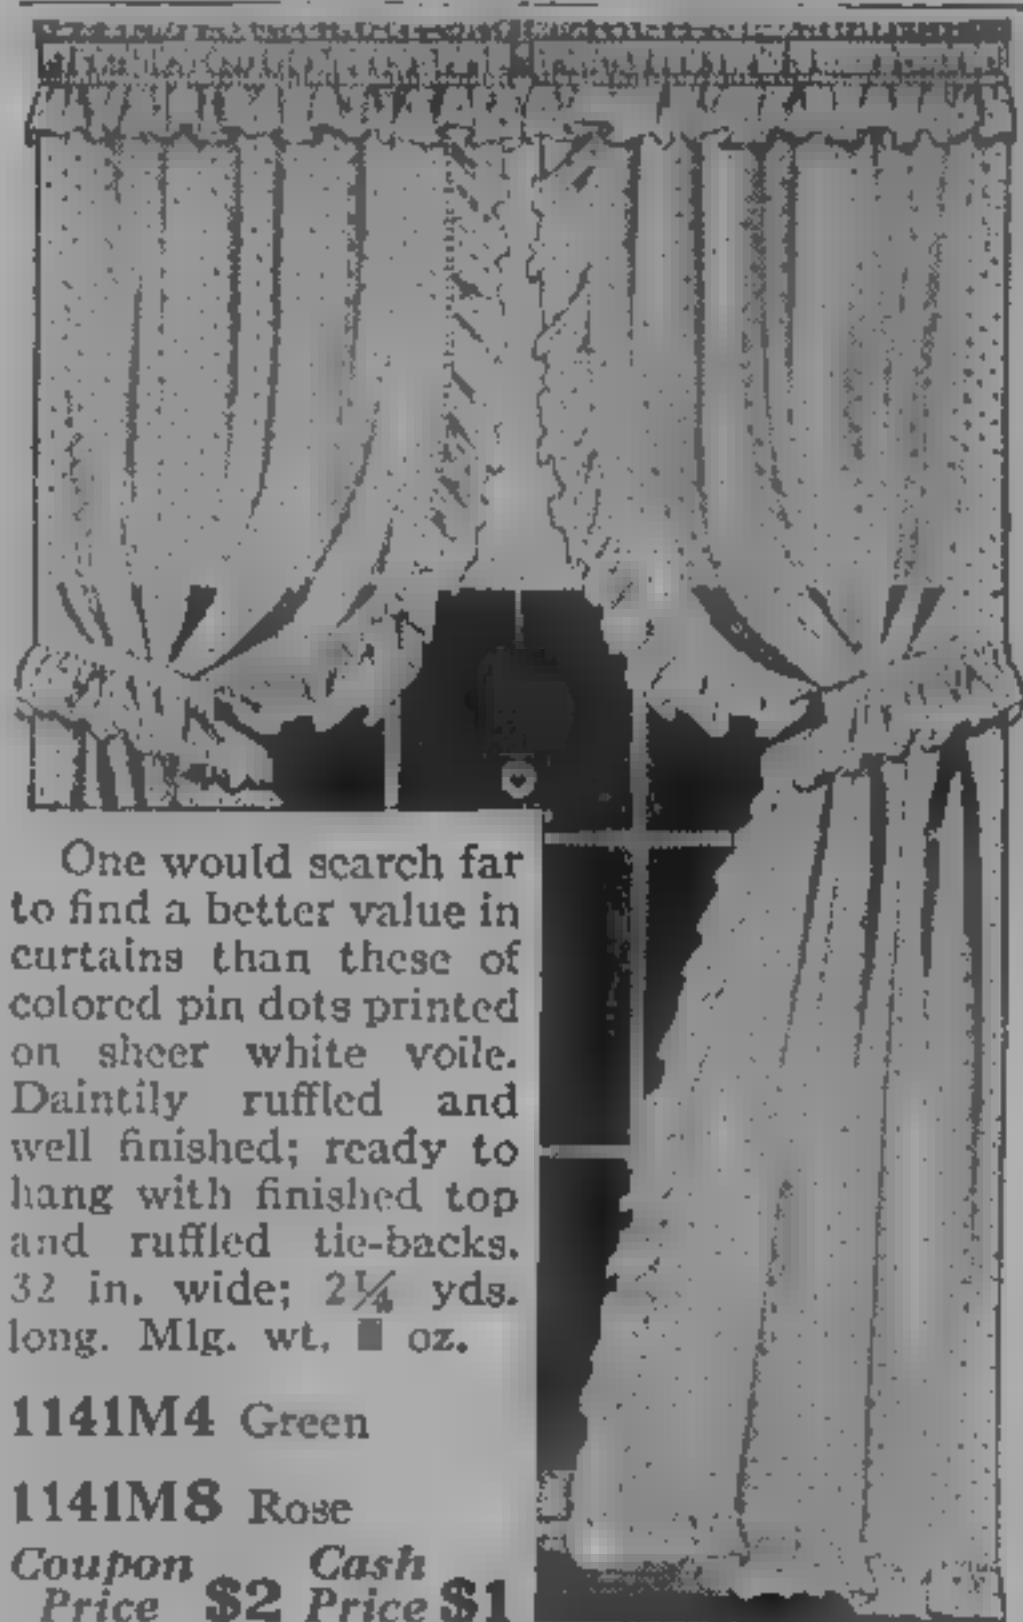 One would search far
to find a better value in
curtains than these of
colored pin dots printed
on sheer white voile.
Daintily ruffled and
well finished; ready to
hang with finished top
and ruffled tie-backs.
32 in. wide; 2¼ yds.
long. Mlg. wt. oz.
1141M4 Green
1141M8 Rose
Coupon Cash
Price $2 Price $1